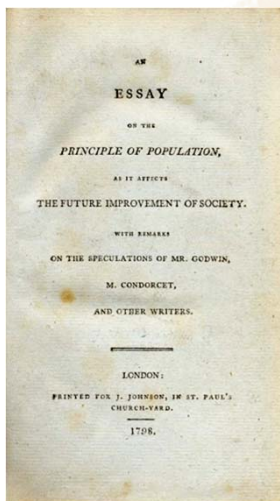 AN
ESSAY
ON THE
PRINCIPLE OF POPULATION,
AS IT AFFECTS
THE FUTURE IMPROVEMENT OF SOCIETY.
WITH REMARKS
ON THE SPECULATIONS OF MR. GODWIN,
M. CONDORCET,
AND OTHER WRITERS.
LONDON:
PRINTED FOR J. JOHNSON, IN ST. PAUL'S
CHURCH-YARD.
1798.